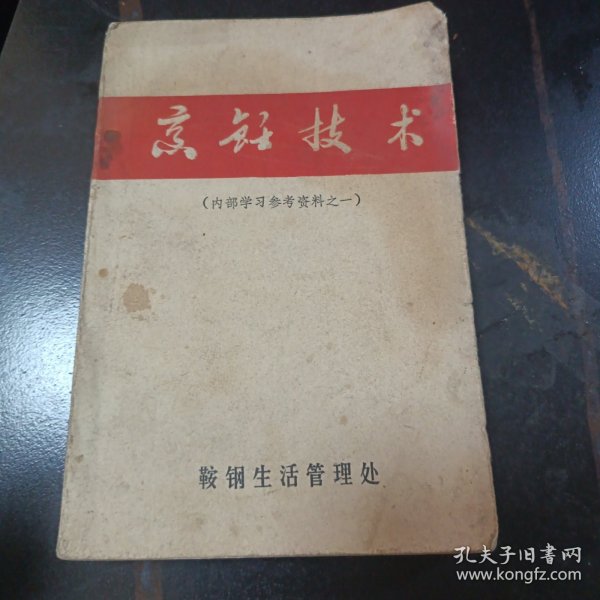 烹饪技术
(内部学习参考资料之一)
鞍钢生活管理处
孔夫子旧书网
www.kongfz.com